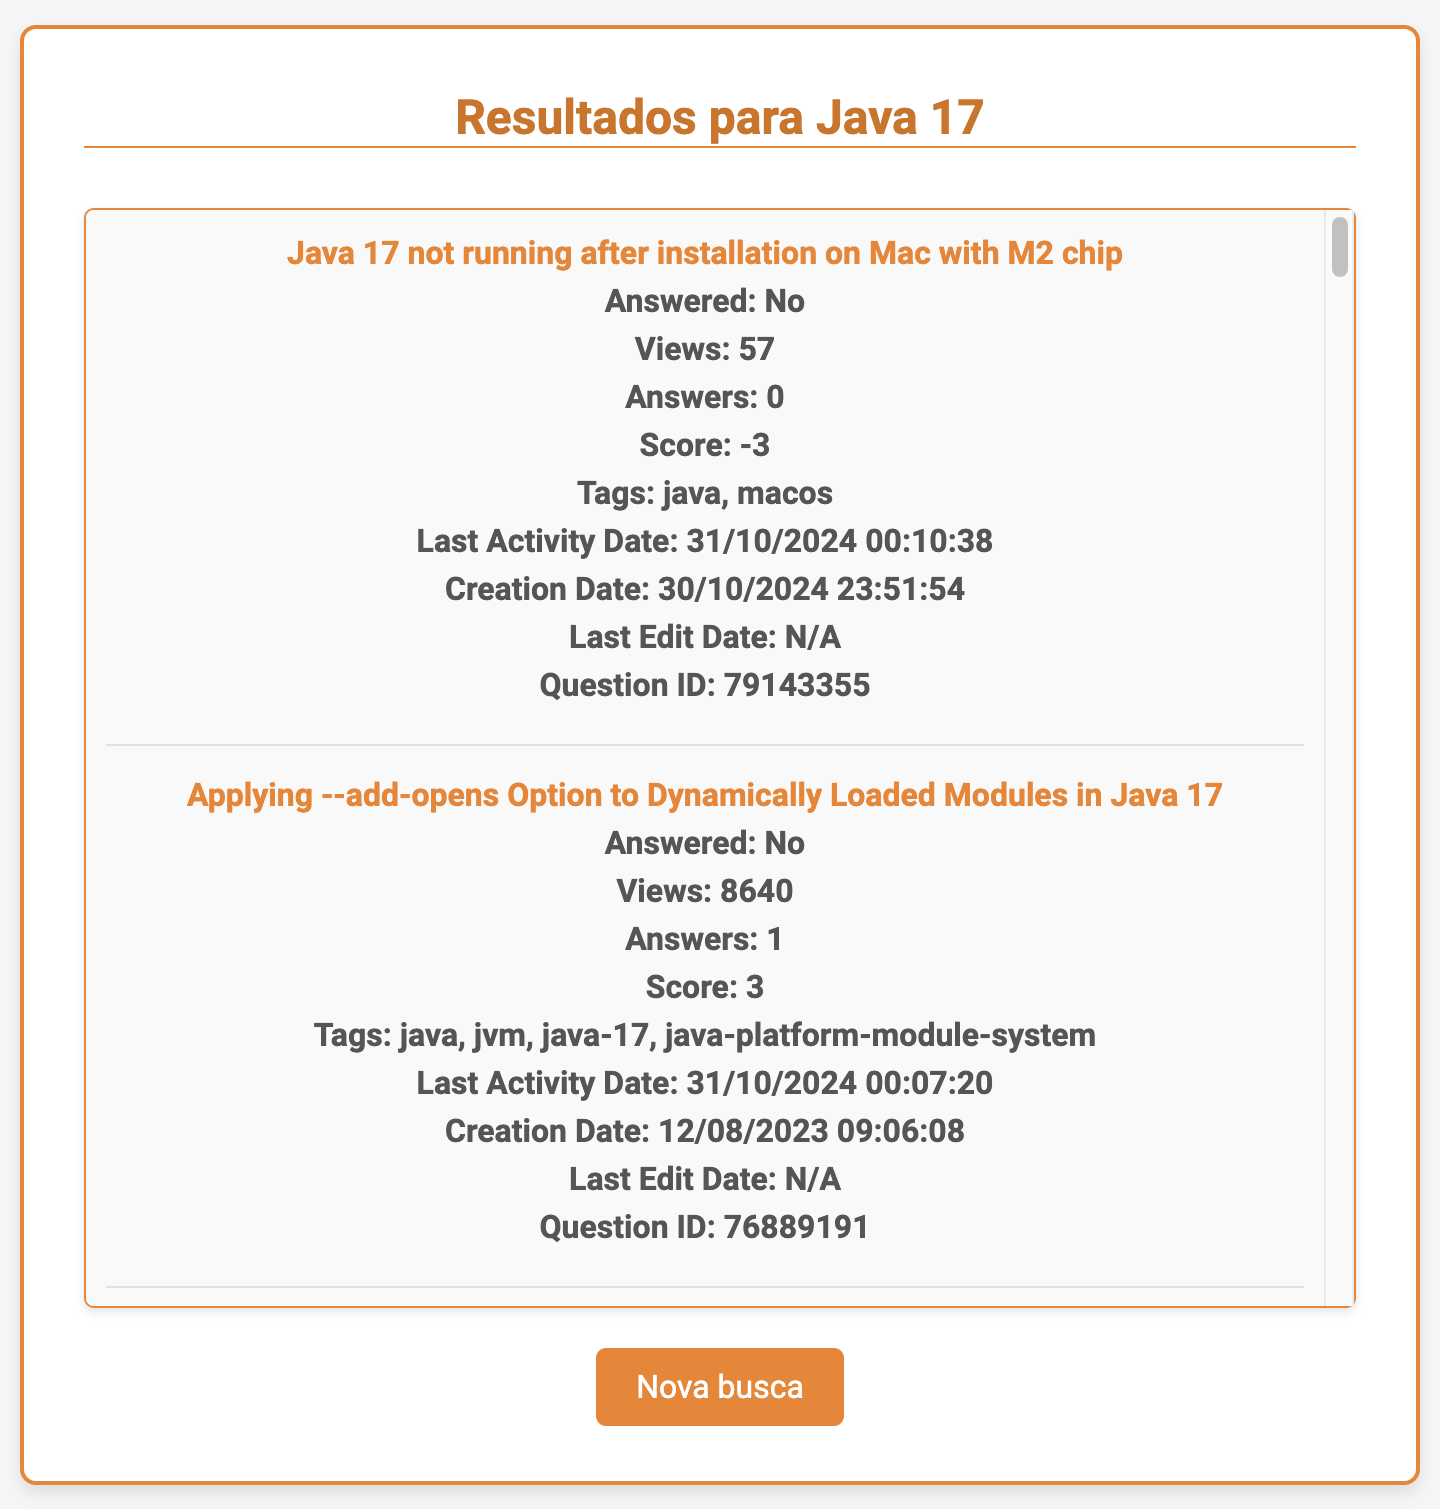 Resultados para Java 17
Java 17 not running after installation on Mac with M2 chip
Answered: No
Views: 57
Answers: 0
Score: -3
Tags: java, macos
Last Activity Date: 31/10/2024 00:10:38
Creation Date: 30/10/2024 23:51:54
Last Edit Date: N/A
Question ID: 79143355
Applying --add-opens Option to Dynamically Loaded Modules in Java 17
Answered: No
Views: 8640
Answers: 1
Score: 3
Tags: java, jvm, java-17, java-platform-module-system
Last Activity Date: 31/10/2024 00:07:20
Creation Date: 12/08/2023 09:06:08
Last Edit Date: N/A
Question ID: 76889191
Nova busca